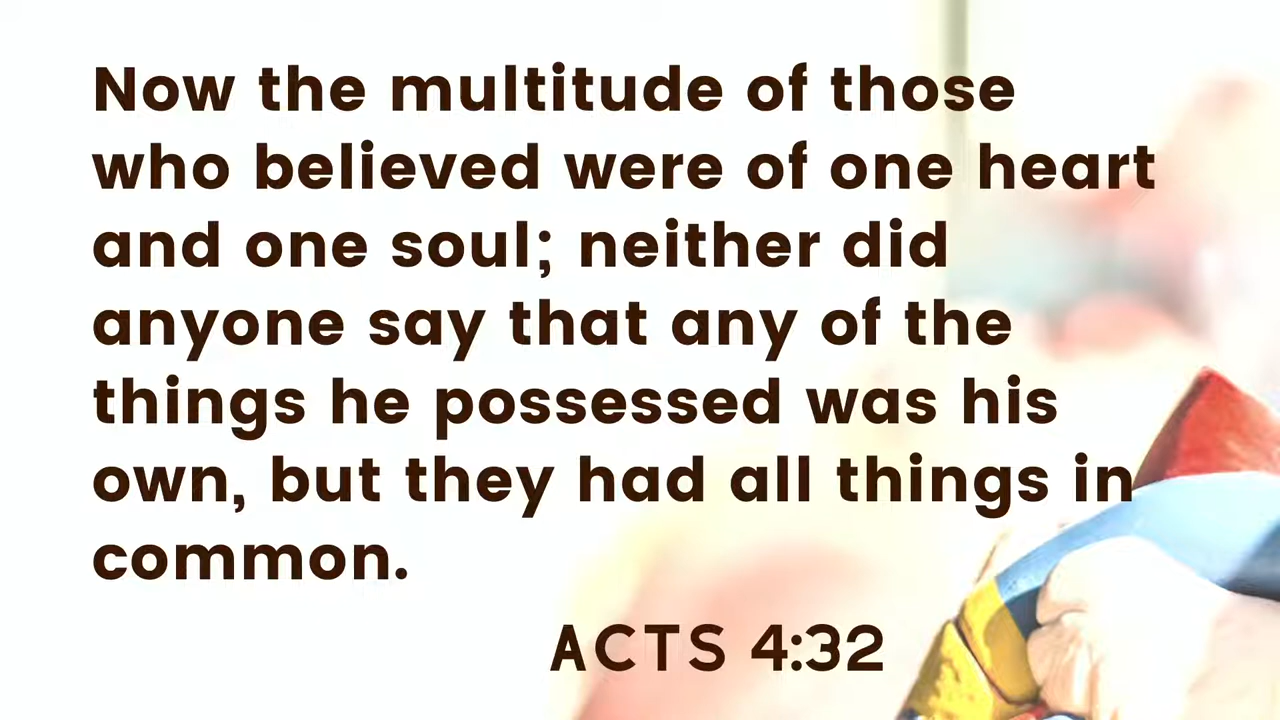 Now the multitude of those
who believed were of one heart
and one soul; neither did
anyone say that any of the
things he possessed was his
own, but they had all things in
common.
ACTS 4:32